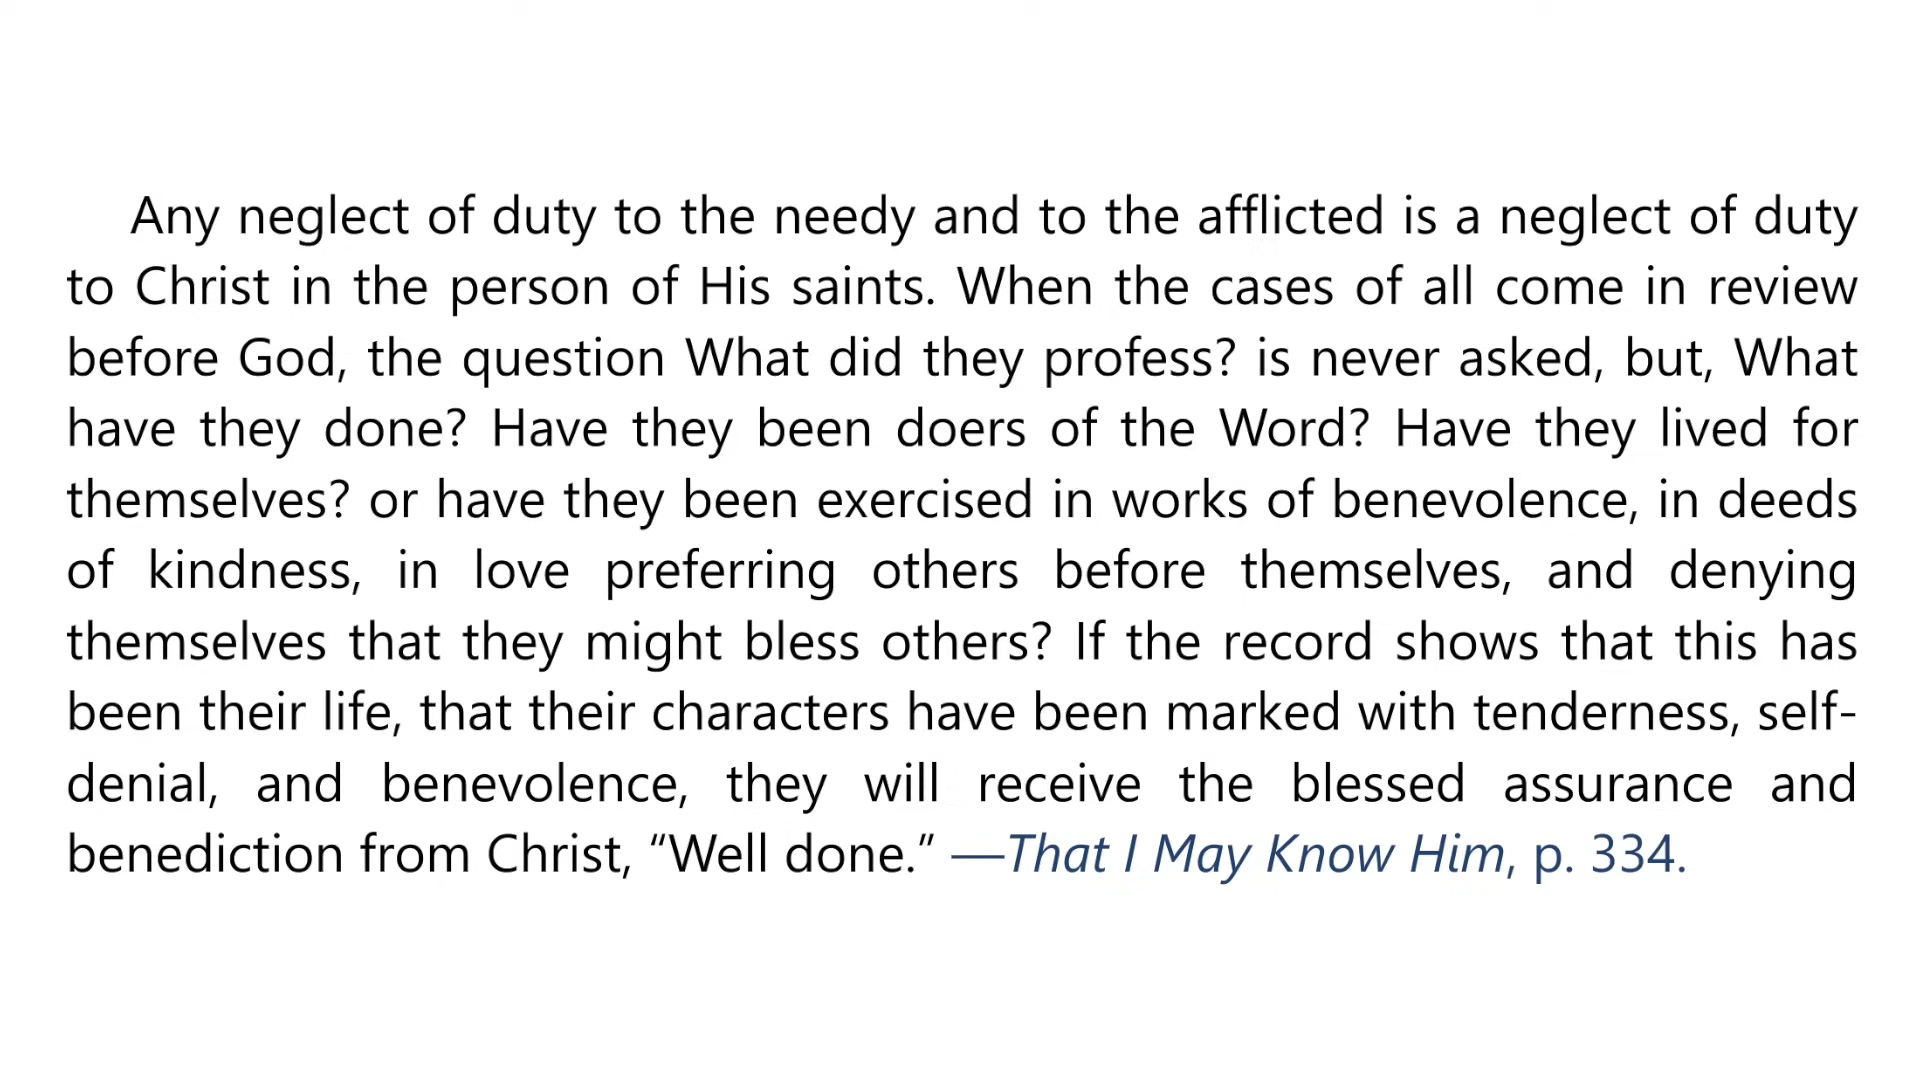 Any neglect of duty to the needy and to the afflicted is a neglect of duty
to Christ in the person of His saints. When the cases of all come in review
before God, the question What did they profess? is never asked, but, What
have they done? Have they been doers of the Word? Have they lived for
themselves? or have they been exercised in works of benevolence, in deeds
of kindness, in love preferring others before themselves, and denying
themselves that they might bless others? If the record shows that this has
been their life, that their characters have been marked with tenderness, self-
denial, and benevolence, they will receive the blessed assurance and
benediction from Christ, “Well done.” —That I May Know Him, p. 334.